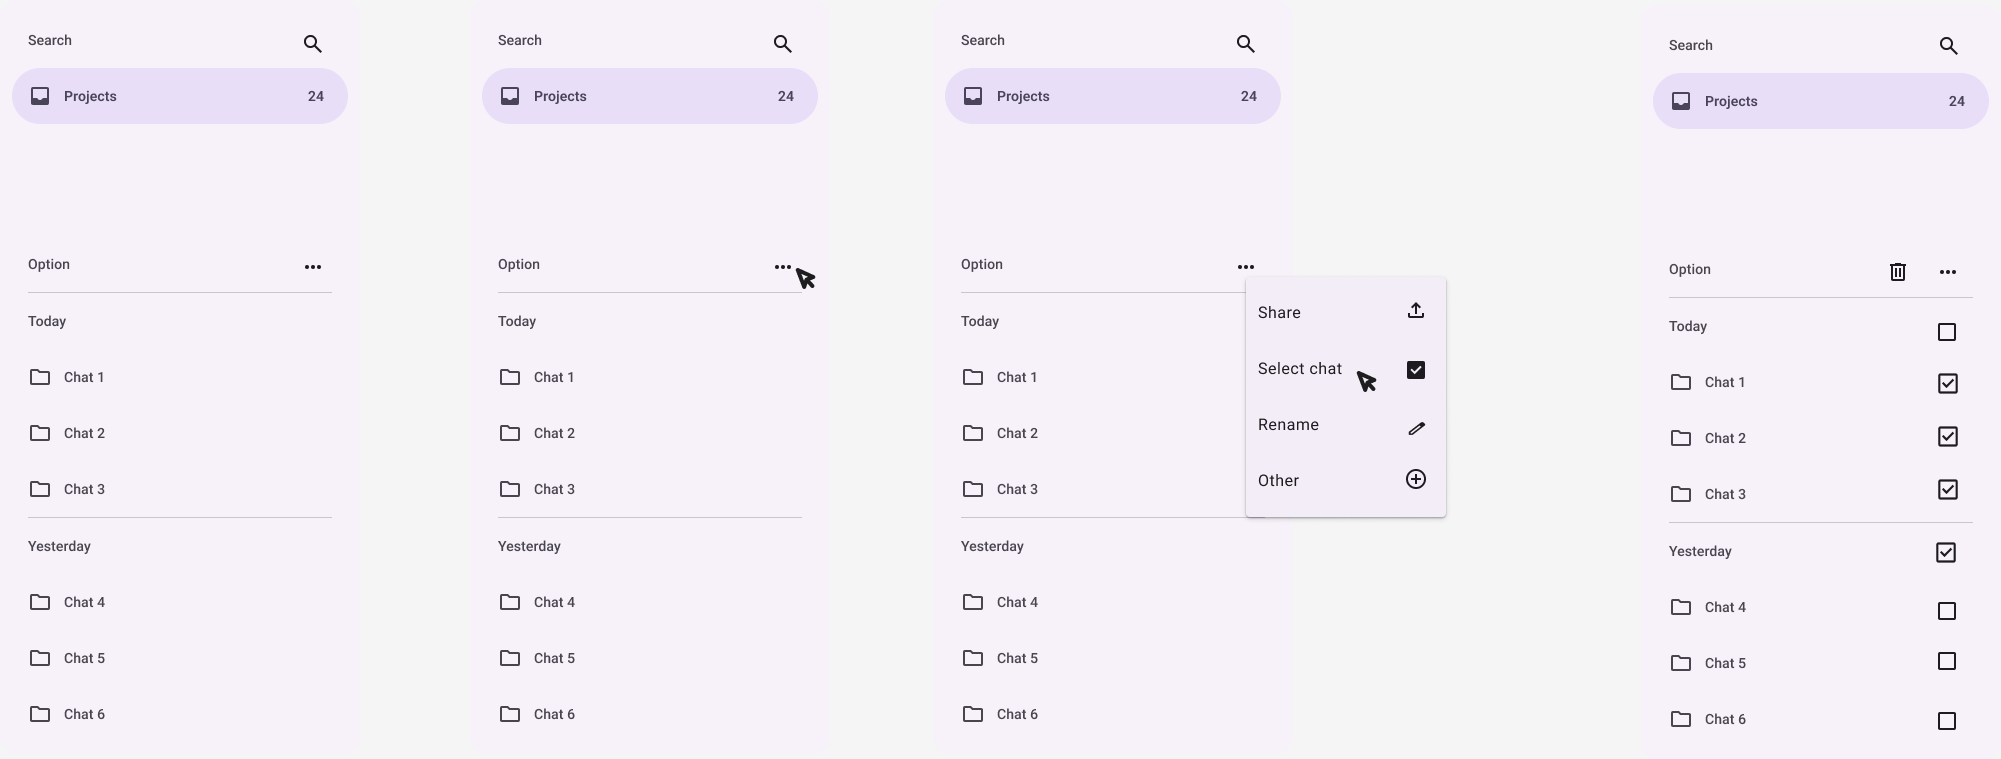 Search
Projects 24
Option
Today
Chat 1
Chat 2
Chat 3
Yesterday
Chat 4
Chat 5
Chat 6
Search
Projects 24
Option
Today
Chat 1
Chat 2
Chat 3
Yesterday
Chat 4
Chat 5
Chat 6
Search
Projects 24
Option
Today
Chat 1
Chat 2
Chat 3
Yesterday
Chat 4
Chat 5
Chat 6
Share
Select chat
Rename
Other
Search
Projects 24
Option
Today
Chat 1
Chat 2
Chat 3
Yesterday
Chat 4
Chat 5
Chat 6